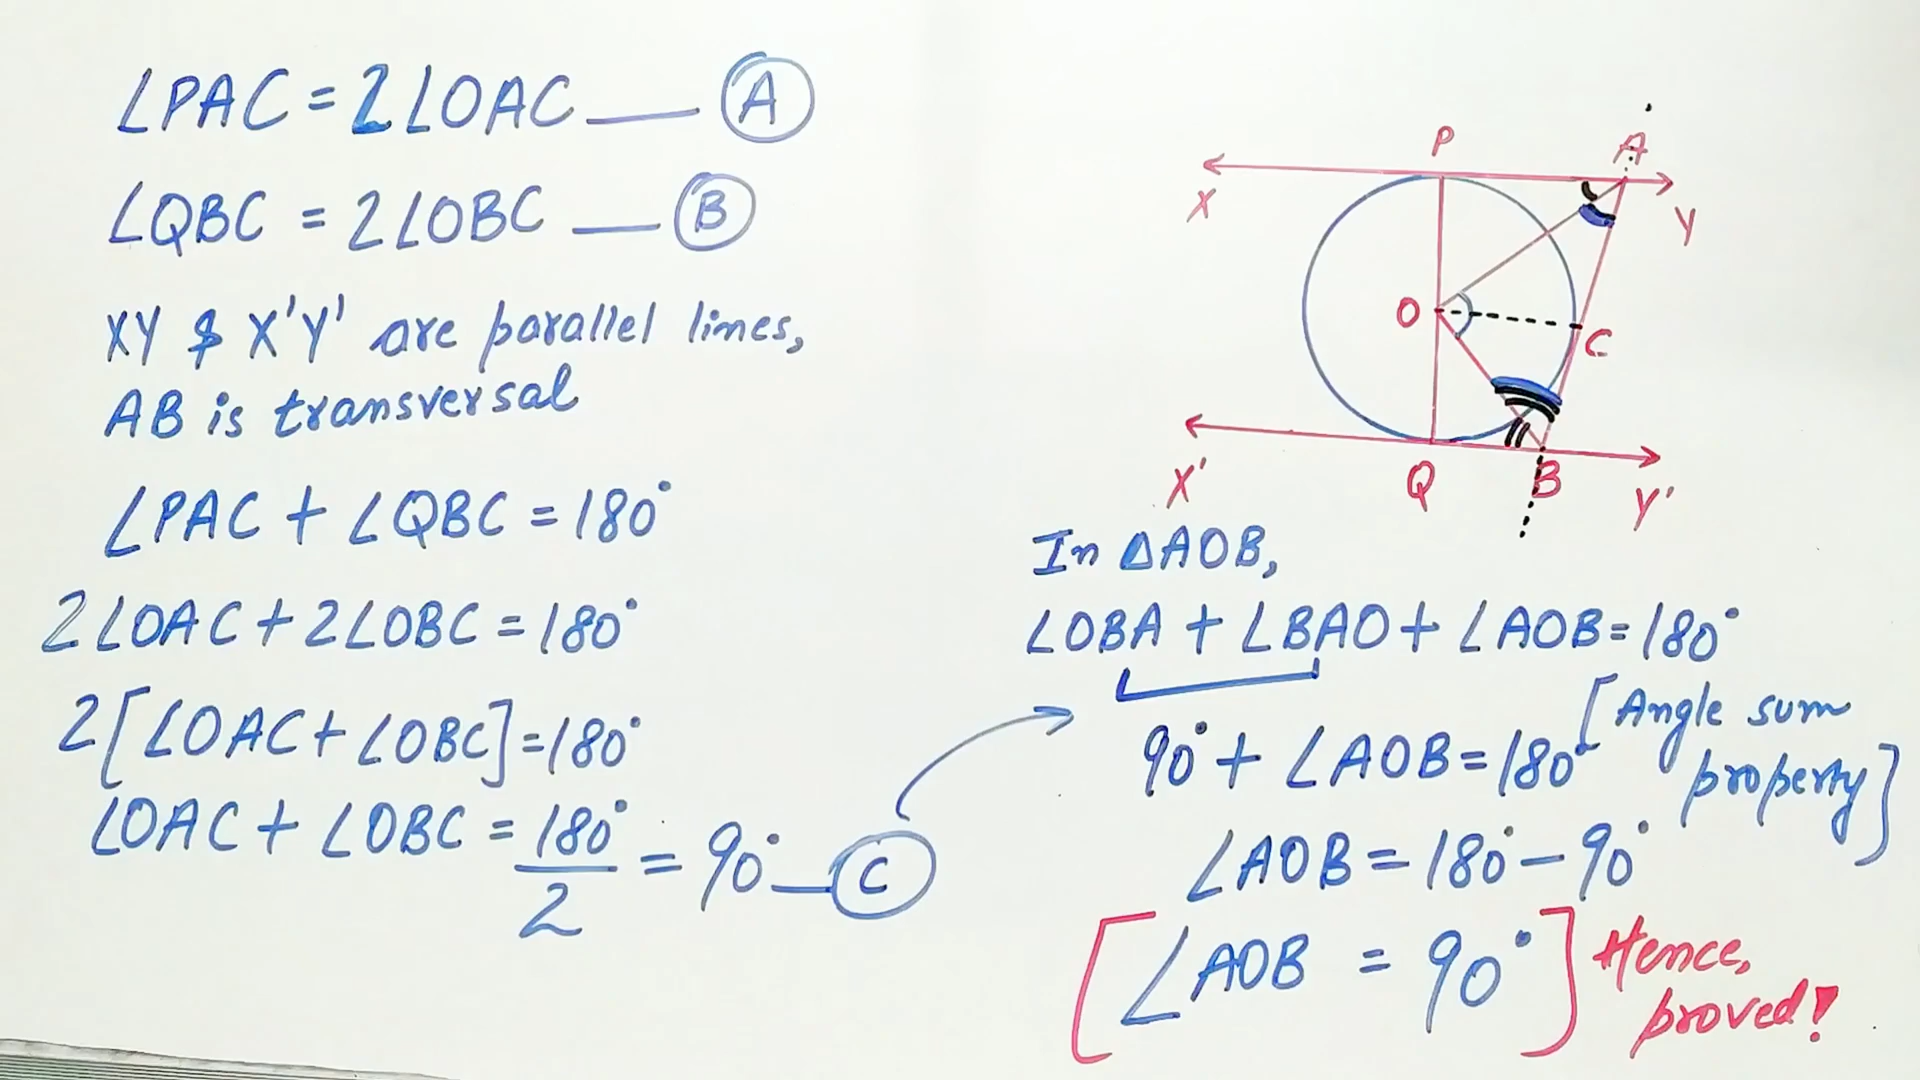 ∠PAC = 2∠OAC — A
∠QBC = 2∠OBC — B
XY & X'Y' are parallel lines,
AB is transversal
∠PAC + ∠QBC = 180°
2∠OAC + 2∠OBC = 180°
2[∠OAC + ∠OBC] = 180°
∠OAC + ∠OBC = 180°/2 = 90° — C
P A
X Y
O C
Q B
X' Y'
In ΔAOB,
∠OBA + ∠BAO + ∠AOB = 180°
90° + ∠AOB = 180° [Angle sum
property]
∠AOB = 180° − 90°
[∠AOB = 90°] Hence,
proved!